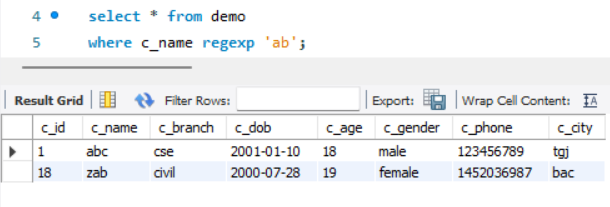 4 select * from demo
5 where c_name regexp 'ab';
Result Grid Filter Rows: Export: Wrap Cell Content: IA
c_id c_name c_branch c_dob c_age c_gender c_phone c_city
1 abc cse 2001-01-10 18 male 123456789 tgj
18 zab civil 2000-07-28 19 female 1452036987 bac